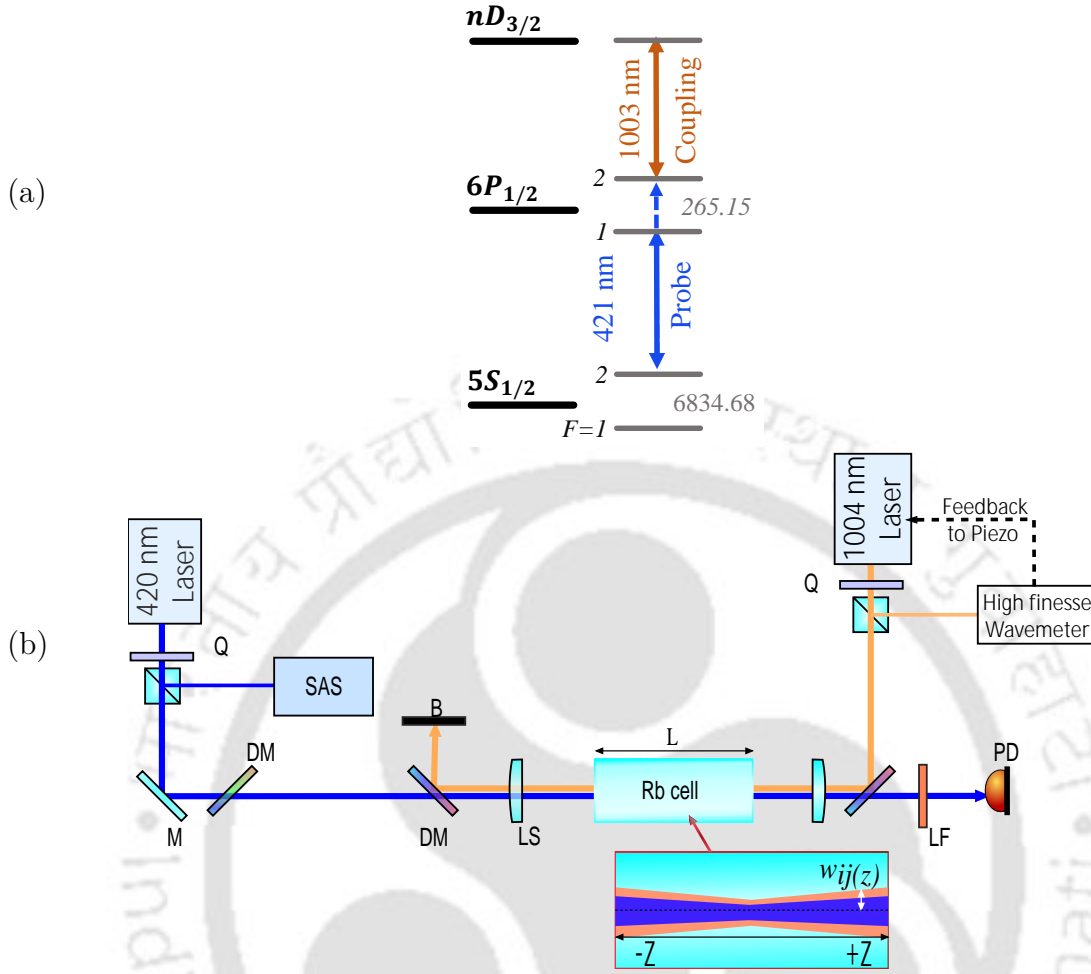 (a)
nD3/2
1003 nm
Coupling
6P1/2
2
265.15
1
421 nm
Probe
5S1/2
2
6834.68
F=1
(b)
420 nm
Laser
Q
SAS
DM
M
B
DM
LS
L
Rb cell
1004 nm
Laser
Feedback
to Piezo
Q
High finesse
Wavemeter
PD
LF
wij(z)
-Z
+Z